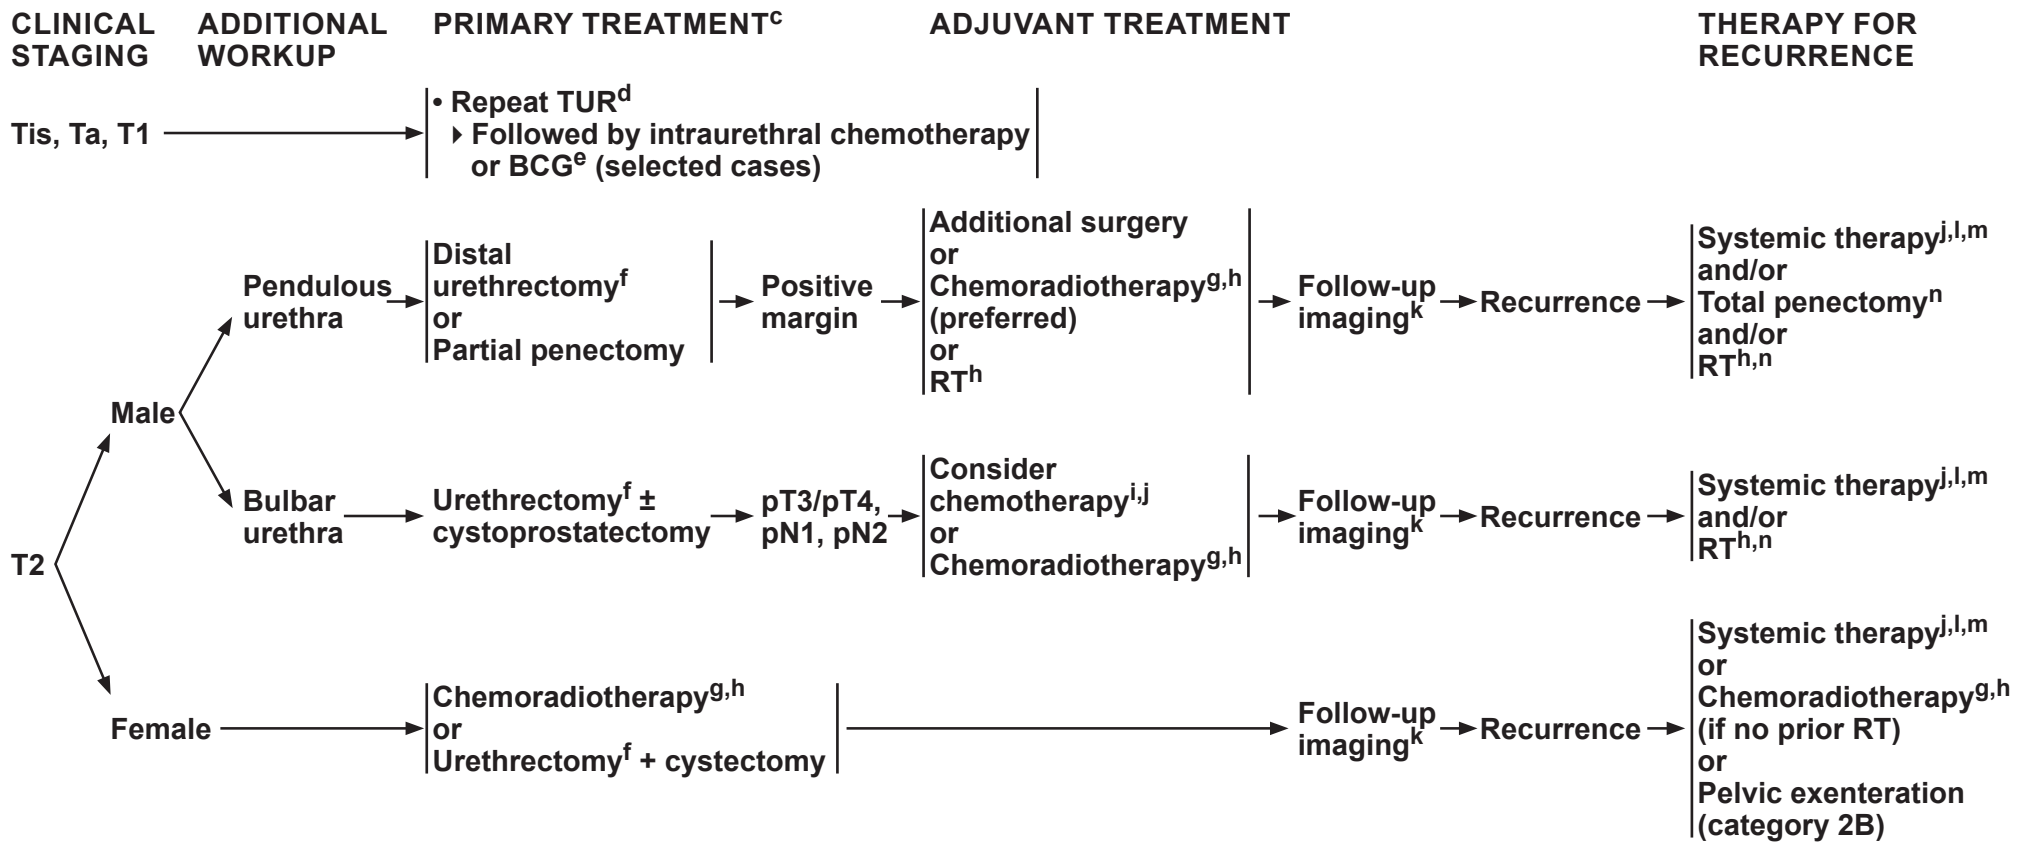 CLINICAL STAGING
ADDITIONAL WORKUP
PRIMARY TREATMENTc
ADJUVANT TREATMENT
THERAPY FOR RECURRENCE
Tis, Ta, T1
• Repeat TURd
‣ Followed by intraurethral chemotherapy
or BCGe (selected cases)
T2
Male
Pendulous
urethra
Distal
urethrectomyf
or
Partial penectomy
Positive
margin
Additional surgery
or
Chemoradiotherapyg,h
(preferred)
or
RTh
Follow-up
imagingk
Recurrence
Systemic therapyj,l,m
and/or
Total penectomyn
and/or
RTh,n
Bulbar
urethra
Urethrectomyf ±
cystoprostatectomy
pT3/pT4,
pN1, pN2
Consider
chemotherapyi,j
or
Chemoradiotherapyg,h
Follow-up
imagingk
Recurrence
Systemic therapyj,l,m
and/or
RTh,n
Female
Chemoradiotherapyg,h
or
Urethrectomyf + cystectomy
Follow-up
imagingk
Recurrence
Systemic therapyj,l,m
or
Chemoradiotherapyg,h
(if no prior RT)
or
Pelvic exenteration
(category 2B)